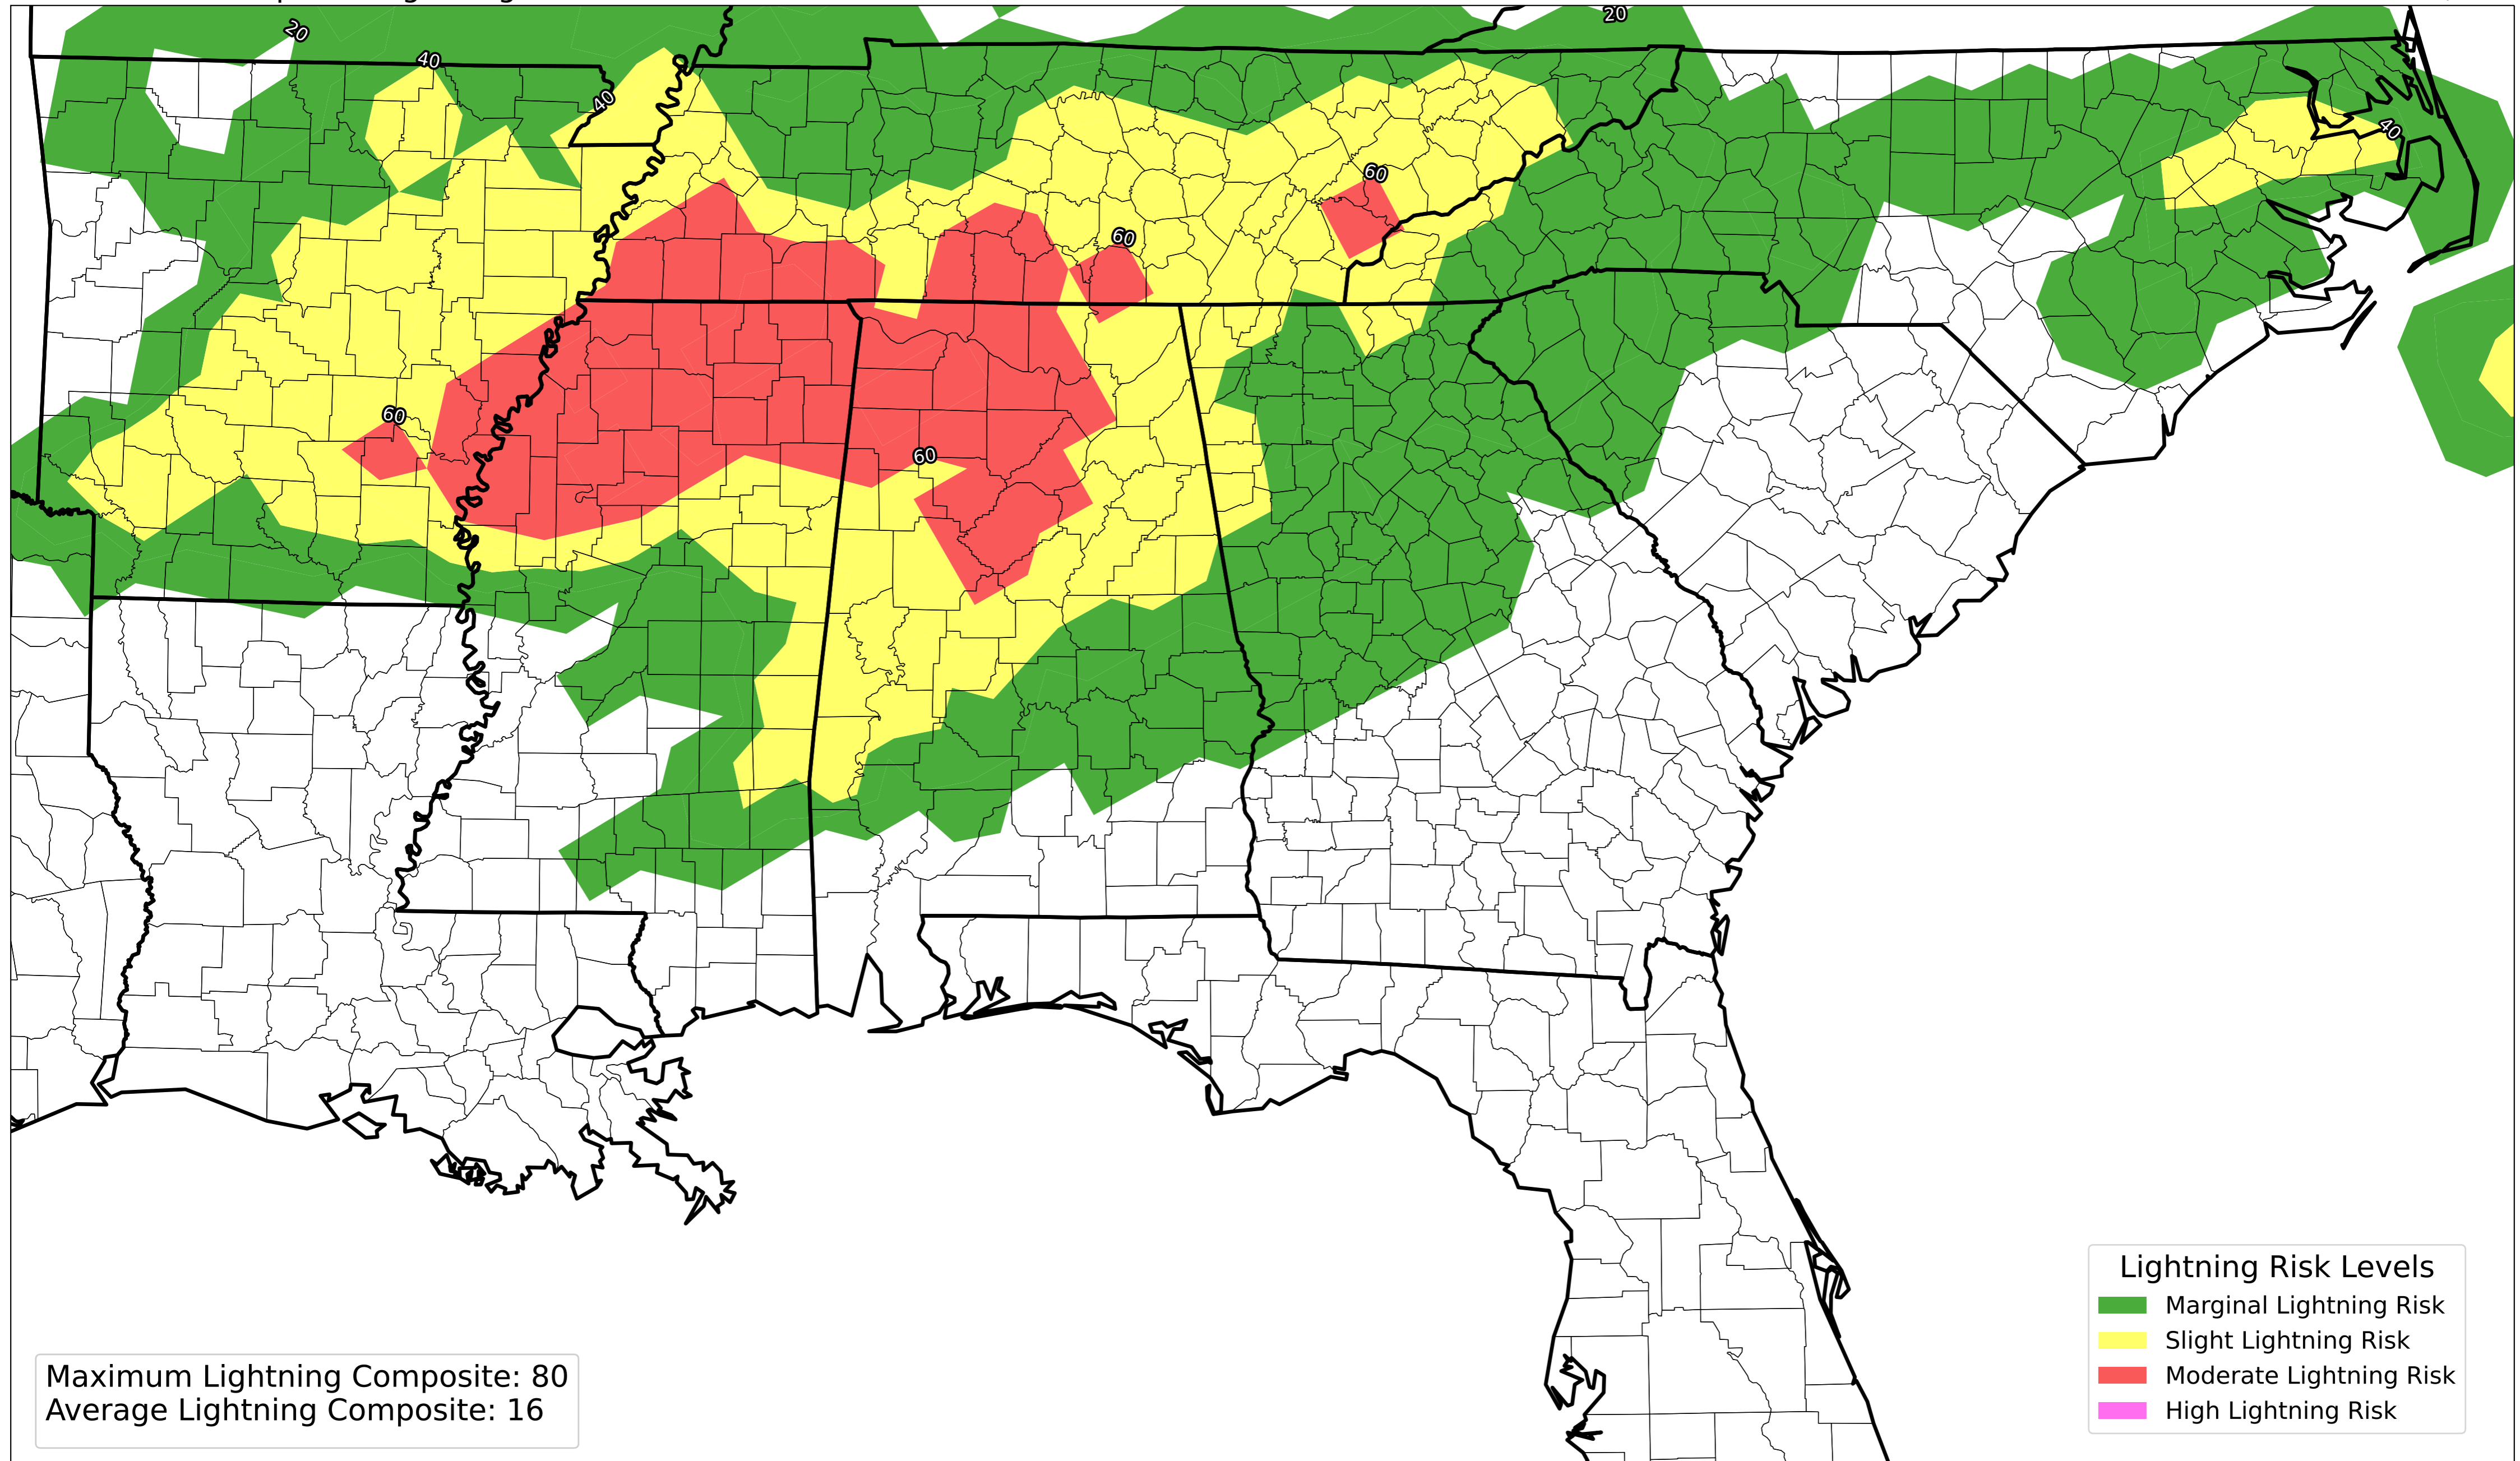 20
20
40
40
40
60
60
60
60
Lightning Risk Levels
Marginal Lightning Risk
Slight Lightning Risk
Moderate Lightning Risk
High Lightning Risk
Maximum Lightning Composite: 80
Average Lightning Composite: 16